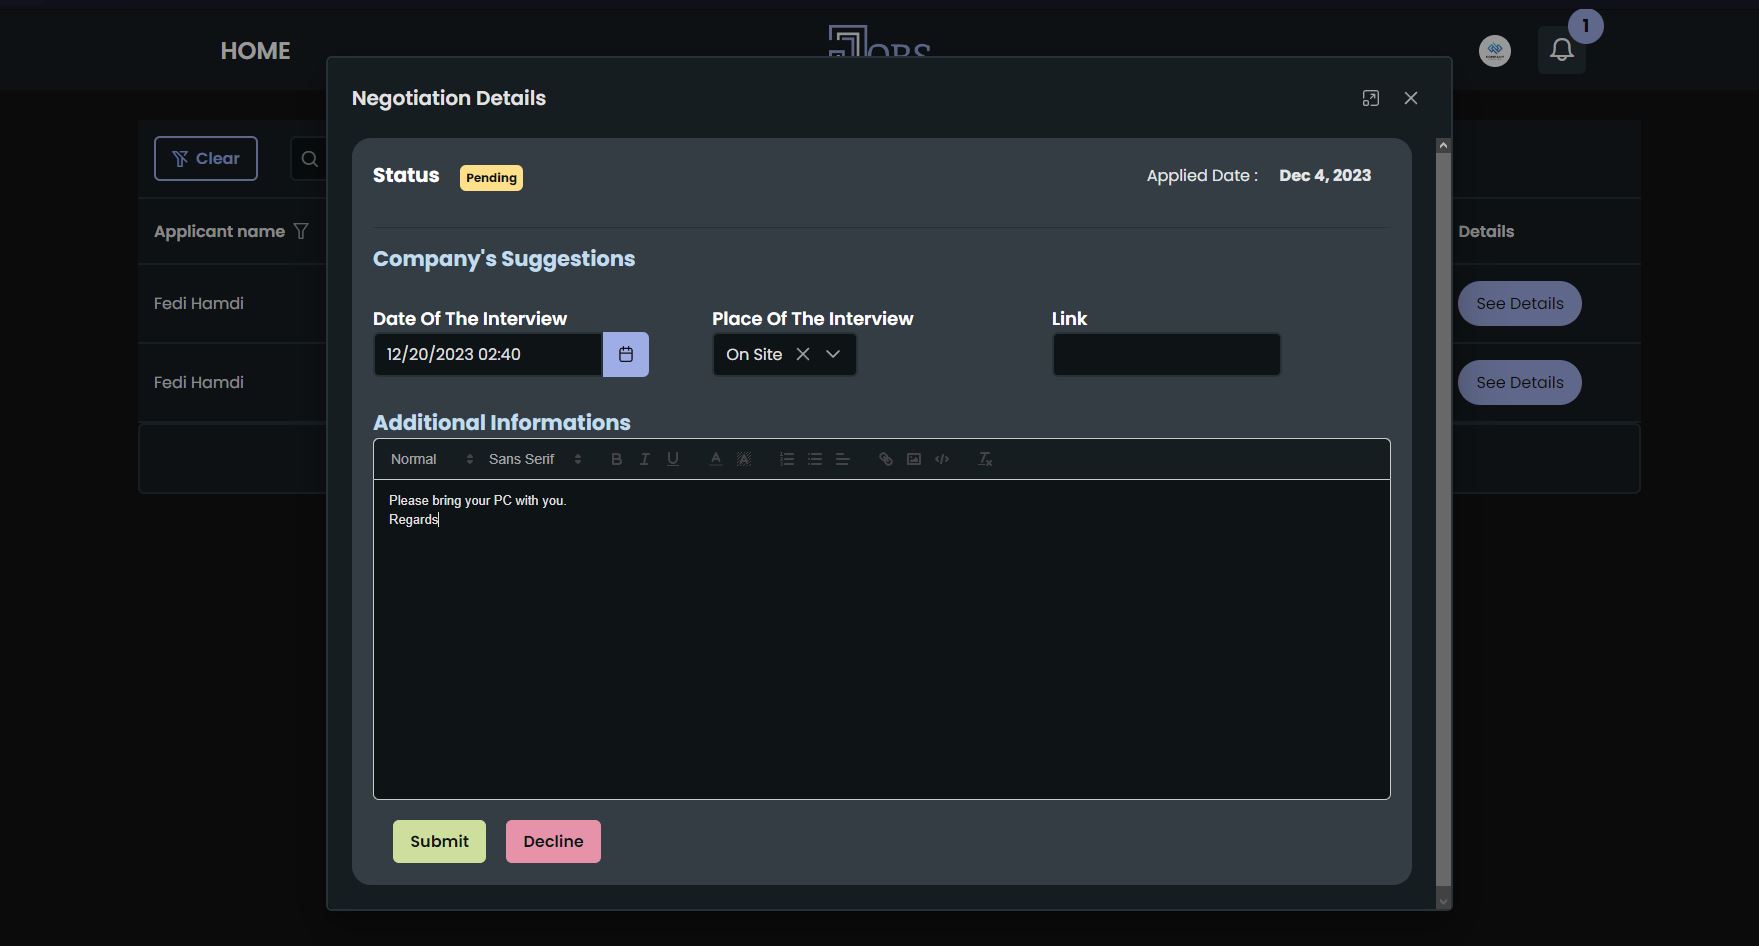 HOME
JOBS
1
Negotiation Details
Clear
Status Pending Applied Date : Dec 4, 2023
Applicant name
Details
Company's Suggestions
Fedi Hamdi
See Details
Date Of The Interview Place Of The Interview Link
12/20/2023 02:40 On Site
Fedi Hamdi
See Details
Additional Informations
Normal Sans Serif
Please bring your PC with you.
Regards
Submit Decline